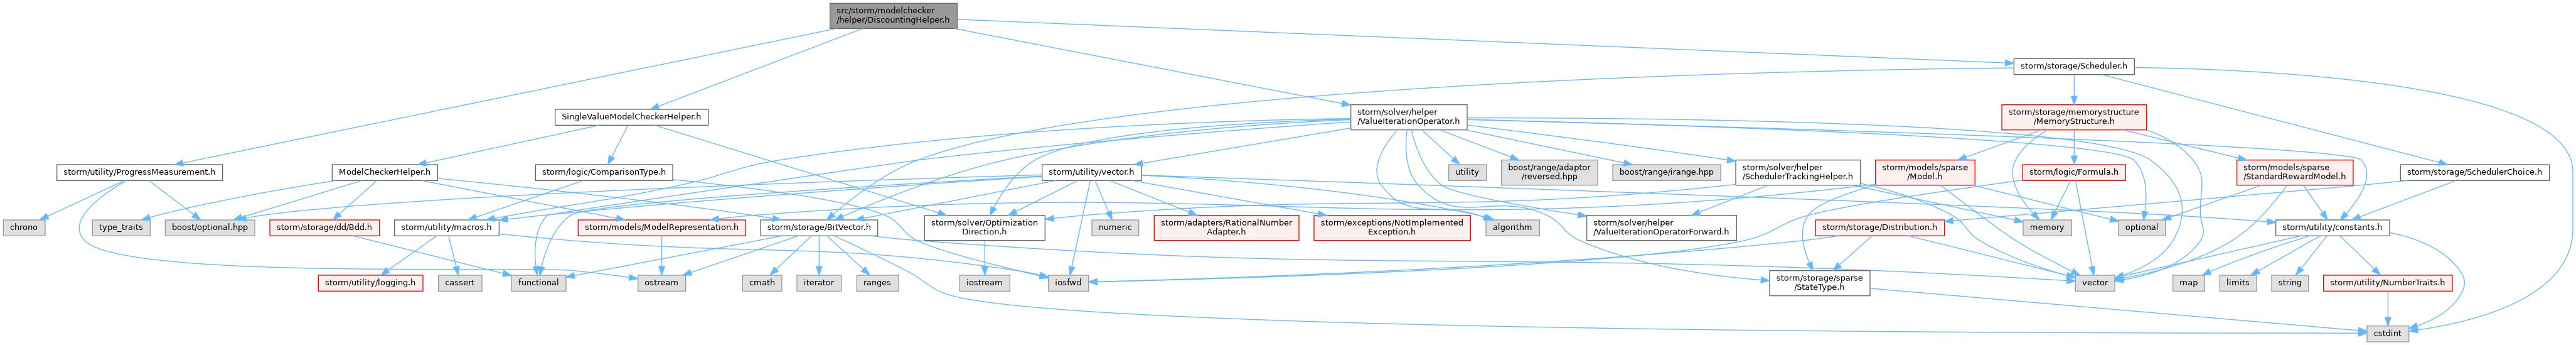 src/storm/modelchecker
/helper/DiscountingHelper.h
storm/storage/Scheduler.h
SingleValueModelCheckerHelper.h
storm/solver/helper
/ValueIterationOperator.h
storm/storage/memorystructure
/MemoryStructure.h
storm/utility/ProgressMeasurement.h
ModelCheckerHelper.h
storm/logic/ComparisonType.h
storm/utility/vector.h
utility
boost/range/adaptor
/reversed.hpp
boost/range/irange.hpp
storm/solver/helper
/SchedulerTrackingHelper.h
storm/models/sparse
/Model.h
storm/logic/Formula.h
storm/models/sparse
/StandardRewardModel.h
storm/storage/SchedulerChoice.h
chrono
type_traits
boost/optional.hpp
storm/storage/dd/Bdd.h
storm/utility/macros.h
storm/models/ModelRepresentation.h
storm/storage/BitVector.h
storm/solver/Optimization
Direction.h
numeric
storm/adapters/RationalNumber
Adapter.h
storm/exceptions/NotImplemented
Exception.h
algorithm
storm/solver/helper
/ValueIterationOperatorForward.h
storm/storage/Distribution.h
memory
optional
storm/utility/constants.h
storm/utility/logging.h
cassert
functional
ostream
cmath
iterator
ranges
iostream
iosfwd
storm/storage/sparse
/StateType.h
vector
map
limits
string
storm/utility/NumberTraits.h
cstdint